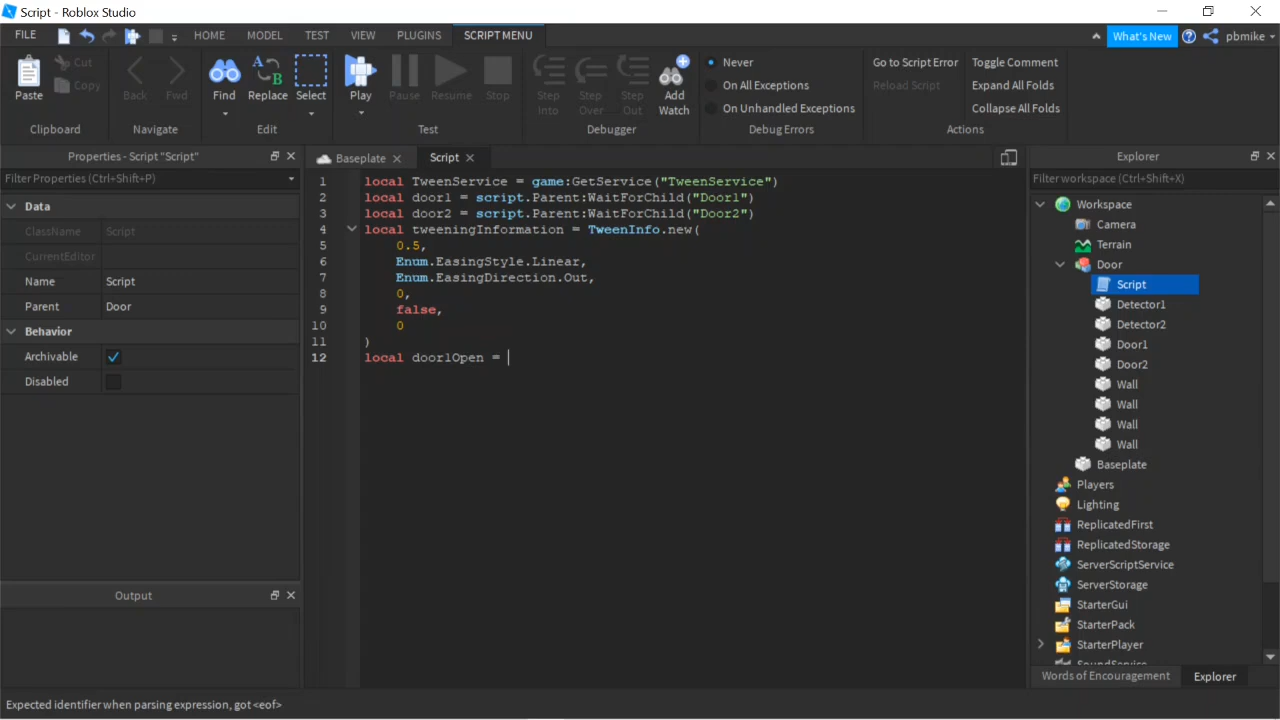 Script - Roblox Studio
FILE HOME MODEL TEST VIEW PLUGINS SCRIPT MENU What's New pbmike
Paste Cut Copy Back Fwd Find Replace Select Play Pause Resume Stop Step Into Step Over Step Out Add Watch
Never
On All Exceptions
On Unhandled Exceptions
Go to Script Error Toggle Comment
Reload Script Expand All Folds
Collapse All Folds
Clipboard Navigate Edit Test Debugger Debug Errors Actions
Properties - Script "Script"
Filter Properties (Ctrl+Shift+P)
Data
ClassName Script
CurrentEditor
Name Script
Parent Door
Behavior
Archivable
Disabled
Output
Baseplate Script
1 local TweenService = game:GetService("TweenService")
2 local door1 = script.Parent:WaitForChild("Door1")
3 local door2 = script.Parent:WaitForChild("Door2")
4 local tweeningInformation = TweenInfo.new(
5 0.5,
6 Enum.EasingStyle.Linear,
7 Enum.EasingDirection.Out,
8 0,
9 false,
10 0
11 )
12 local door1Open =
Explorer
Filter workspace (Ctrl+Shift+X)
Workspace
Camera
Terrain
Door
Script
Detector1
Detector2
Door1
Door2
Wall
Wall
Wall
Wall
Baseplate
Players
Lighting
ReplicatedFirst
ReplicatedStorage
ServerScriptService
ServerStorage
StarterGui
StarterPack
StarterPlayer
SoundService
Words of Encouragement Explorer
Expected identifier when parsing expression, got <eof>